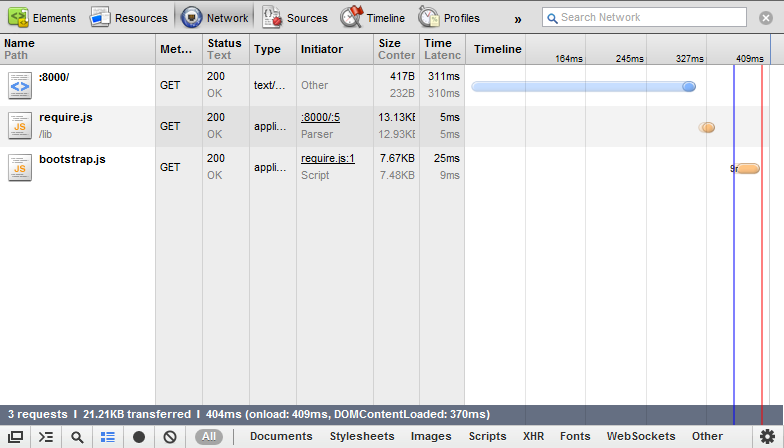 Elements Resources Network Sources Timeline Profiles » Search Network
Name Met... Status Type Initiator Size Time Timeline
Path Text Conter Latenc 164ms 245ms 327ms 409ms
:8000/ GET 200 text/... Other 417B 311ms
OK 232B 310ms
require.js GET 200 appli... :8000/:5 13.13KB 5ms
/lib OK Parser 12.93KB 5ms
bootstrap.js GET 200 appli... require.js:1 7.67KB 25ms
OK Script 7.48KB 9ms
3 requests I 21.21KB transferred I 404ms (onload: 409ms, DOMContentLoaded: 370ms)
All Documents Stylesheets Images Scripts XHR Fonts WebSockets Other